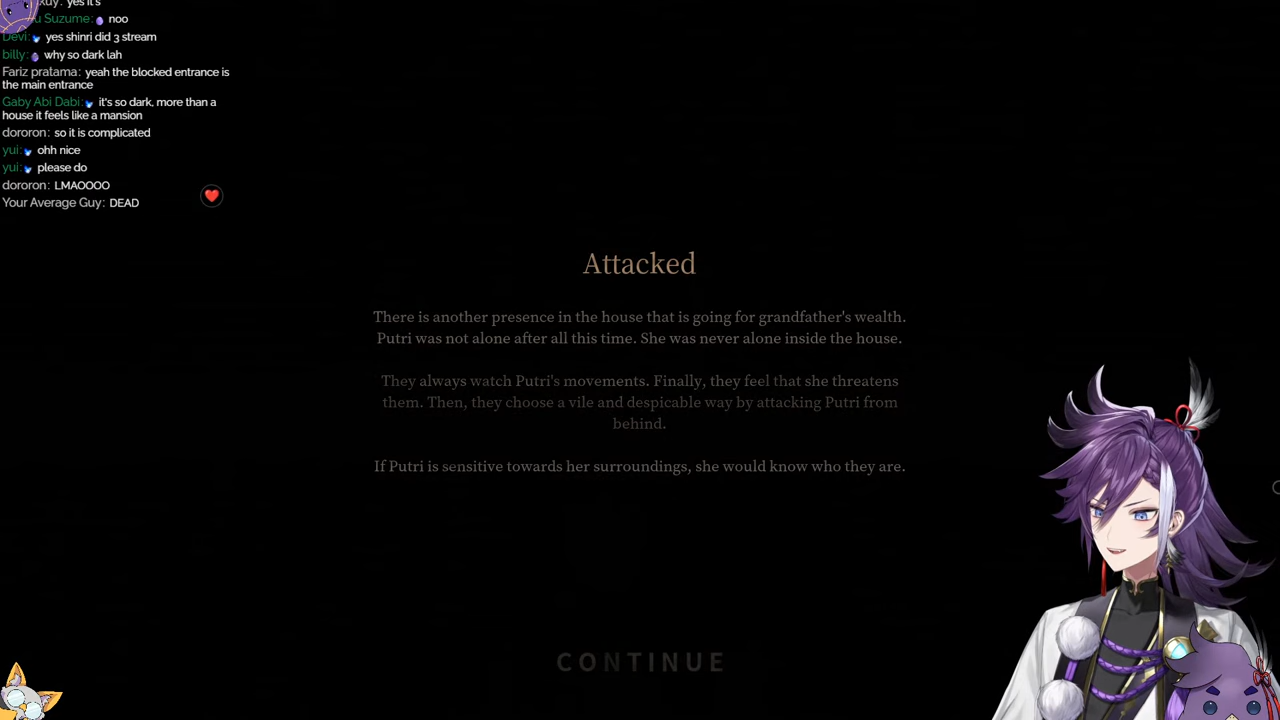 yes it's
Suzume: noo
Devi: yes shinri did 3 stream
billy: why so dark lah
Fariz pratama: yeah the blocked entrance is
the main entrance
Gaby Abi Dabi: it's so dark, more than a
house it feels like a mansion
dororon: so it is complicated
yui: ohh nice
yui: please do
dororon: LMAOOOO
Your Average Guy: DEAD
Attacked
There is another presence in the house that is going for grandfather's wealth.
Putri was not alone after all this time. She was never alone inside the house.
They always watch Putri's movements. Finally, they feel that she threatens
them. Then, they choose a vile and despicable way by attacking Putri from
behind.
If Putri is sensitive towards her surroundings, she would know who they are.
CONTINUE